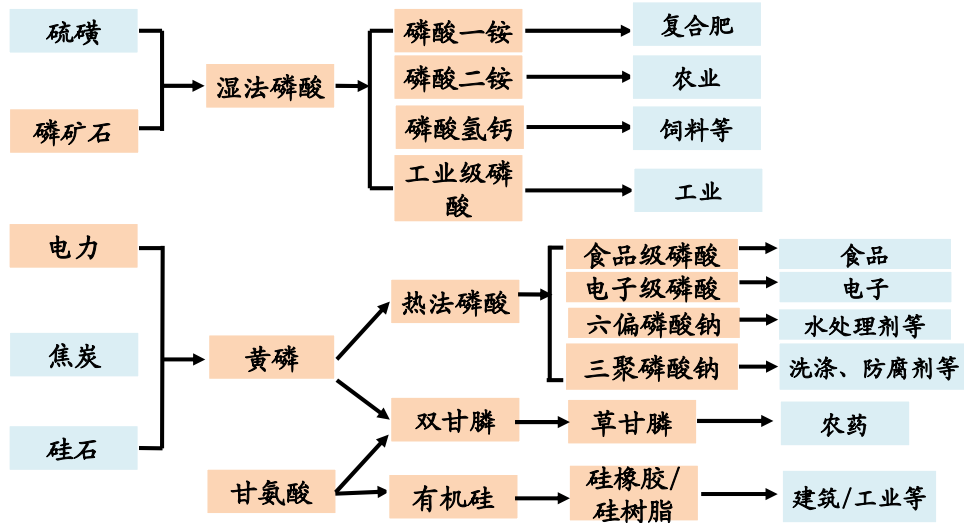 硫磺
磷矿石
湿法磷酸
磷酸一铵
复合肥
磷酸二铵
农业
磷酸氢钙
饲料等
工业级磷
酸
工业
电力
焦炭
硅石
黄磷
甘氨酸
热法磷酸
食品级磷酸
食品
电子级磷酸
电子
六偏磷酸钠
水处理剂等
三聚磷酸钠
洗涤、防腐剂等
双甘膦
草甘膦
农药
有机硅
硅橡胶/
硅树脂
建筑/工业等